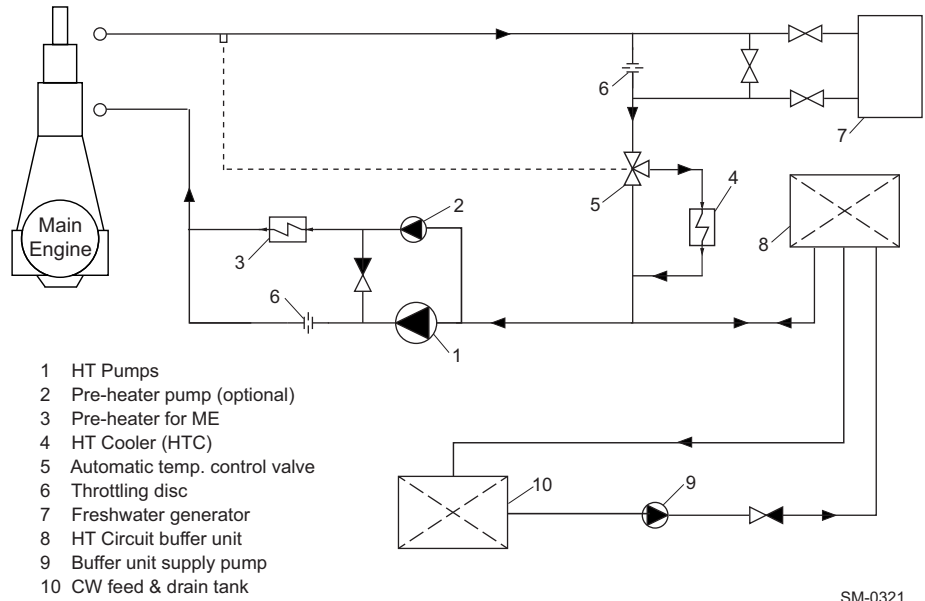 6
7
5
4
8
Main
Engine
2
3
6
1
1 HT Pumps
2 Pre-heater pump (optional)
3 Pre-heater for ME
4 HT Cooler (HTC)
5 Automatic temp. control valve
6 Throttling disc
7 Freshwater generator
8 HT Circuit buffer unit
9 Buffer unit supply pump
10 CW feed & drain tank
10
9
SM-0321